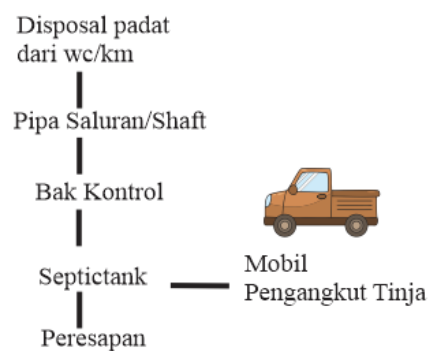 Disposal padat
dari wc/km
Pipa Saluran/Shaft
Bak Kontrol
Septictank
Mobil
Pengangkut Tinja
Peresapan